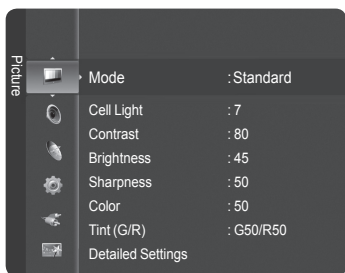 Picture
Mode : Standard
Cell Light : 7
Contrast : 80
Brightness : 45
Sharpness : 50
Color : 50
Tint (G/R) : G50/R50
Detailed Settings